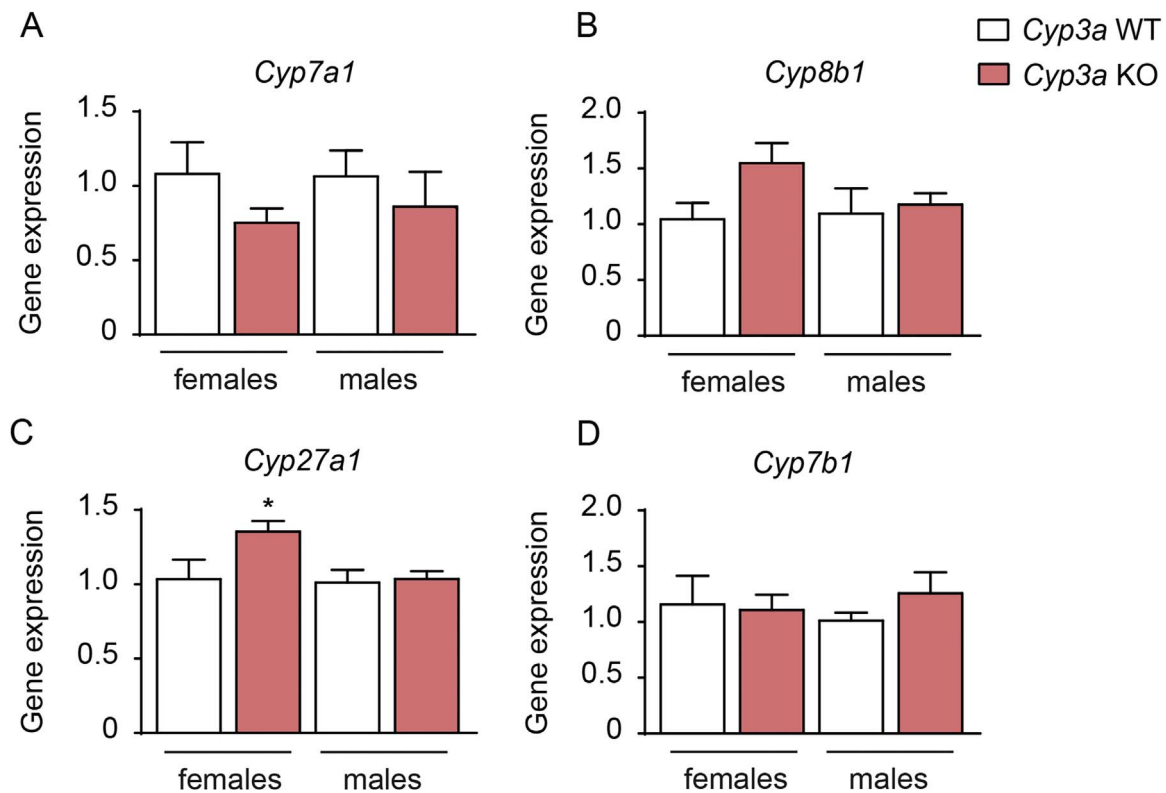 A
Cyp7a1
Gene expression
1.5
1.0
0.5
0
females
males
B
Cyp8b1
Gene expression
2.0
1.5
1.0
0.5
0
females
males
Cyp3a WT
Cyp3a KO
C
Cyp27a1
Gene expression
1.5
1.0
0.5
0
*
females
males
D
Cyp7b1
Gene expression
2.0
1.5
1.0
0.5
0
females
males